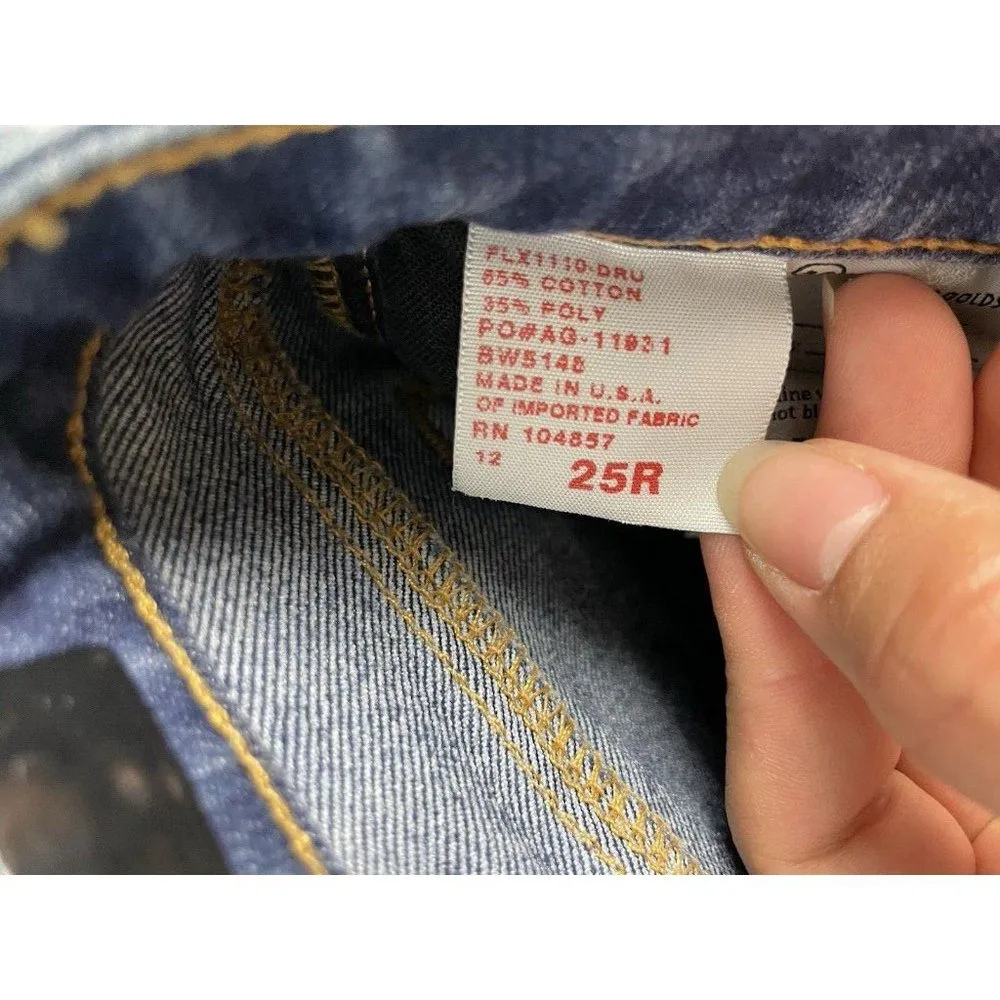 FLX1110-DRU
65% COTTON
35% POLY
PO#AG-11931
BW5148
MADE IN U.S.A.
OF IMPORTED FABRIC
RN 104857
12 25R